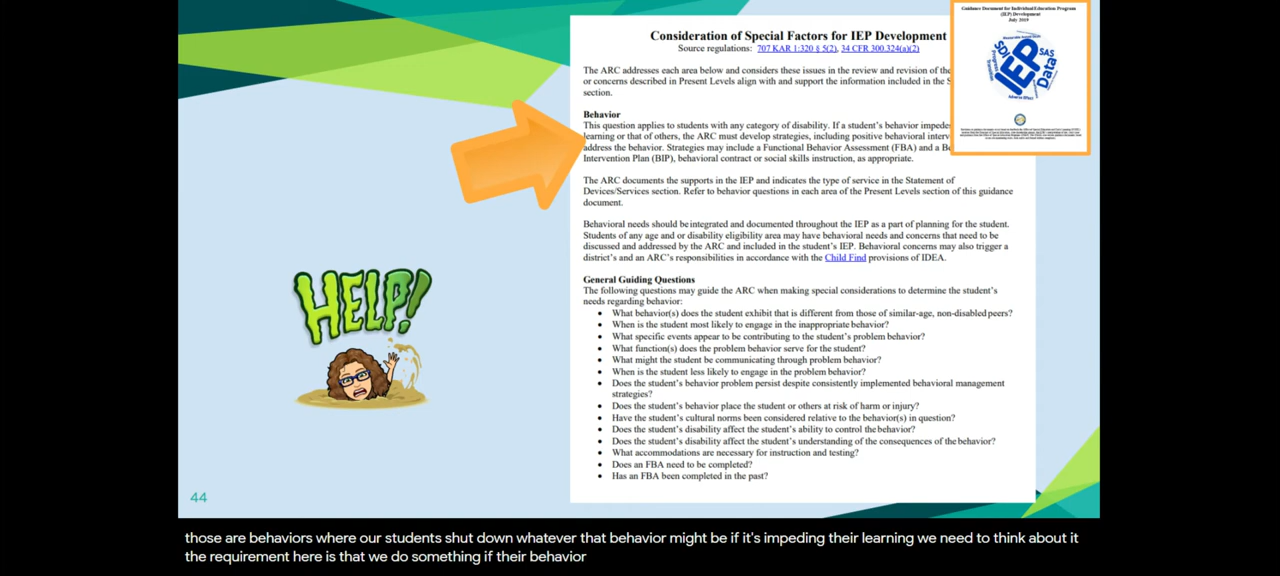 Consideration of Special Factors for IEP Development
Source regulations: 707 KAR 1:320 § 5(2), 34 CFR 300.324(a)(2)
The ARC addresses each area below and considers these issues in the review and revision of the
or concerns described in Present Levels align with and support the information included in the S
section.
Behavior
This question applies to students with any category of disability. If a student's behavior impede
learning or that of others, the ARC must develop strategies, including positive behavioral interv
address the behavior. Strategies may include a Functional Behavior Assessment (FBA) and a Be
Intervention Plan (BIP), behavioral contract or social skills instruction, as appropriate.
The ARC documents the supports in the IEP and indicates the type of service in the Statement of
Devices/Services section. Refer to behavior questions in each area of the Present Levels section of this guidance
document.
Behavioral needs should be integrated and documented throughout the IEP as a part of planning for the student.
Students of any age and or disability eligibility area may have behavioral needs and concerns that need to be
discussed and addressed by the ARC and included in the student's IEP. Behavioral concerns may also trigger a
district's and an ARC's responsibilities in accordance with the Child Find provisions of IDEA.
General Guiding Questions
The following questions may guide the ARC when making special considerations to determine the student's
needs regarding behavior:
• What behavior(s) does the student exhibit that is different from those of similar-age, non-disabled peers?
• When is the student most likely to engage in the inappropriate behavior?
• What specific events appear to be contributing to the student's problem behavior?
• What function(s) does the problem behavior serve for the student?
• What might the student be communicating through problem behavior?
• When is the student less likely to engage in the problem behavior?
• Does the student's behavior problem persist despite consistently implemented behavioral management
strategies?
• Does the student's behavior place the student or others at risk of harm or injury?
• Have the student's cultural norms been considered relative to the behavior(s) in question?
• Does the student's disability affect the student's ability to control the behavior?
• Does the student's disability affect the student's understanding of the consequences of the behavior?
• What accommodations are necessary for instruction and testing?
• Does an FBA need to be completed?
• Has an FBA been completed in the past?
Guidance Document for Individual Education Program
(IEP) Development
July 2019
IEP
SDI
SAS
Data
Adverse Effect
HELP!
44
those are behaviors where our students shut down whatever that behavior might be if it's impeding their learning we need to think about it
the requirement here is that we do something if their behavior